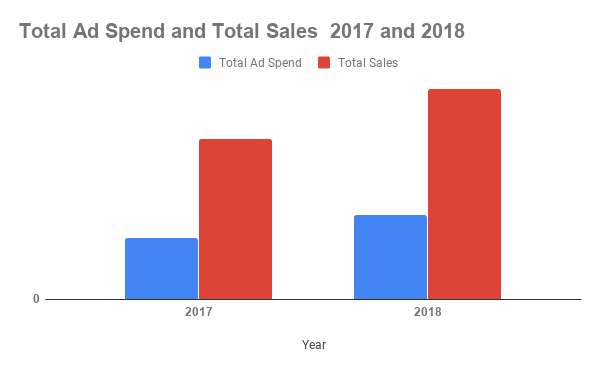 Total Ad Spend and Total Sales  2017 and 2018
Total Ad Spend Total Sales
0
2017 2018
Year